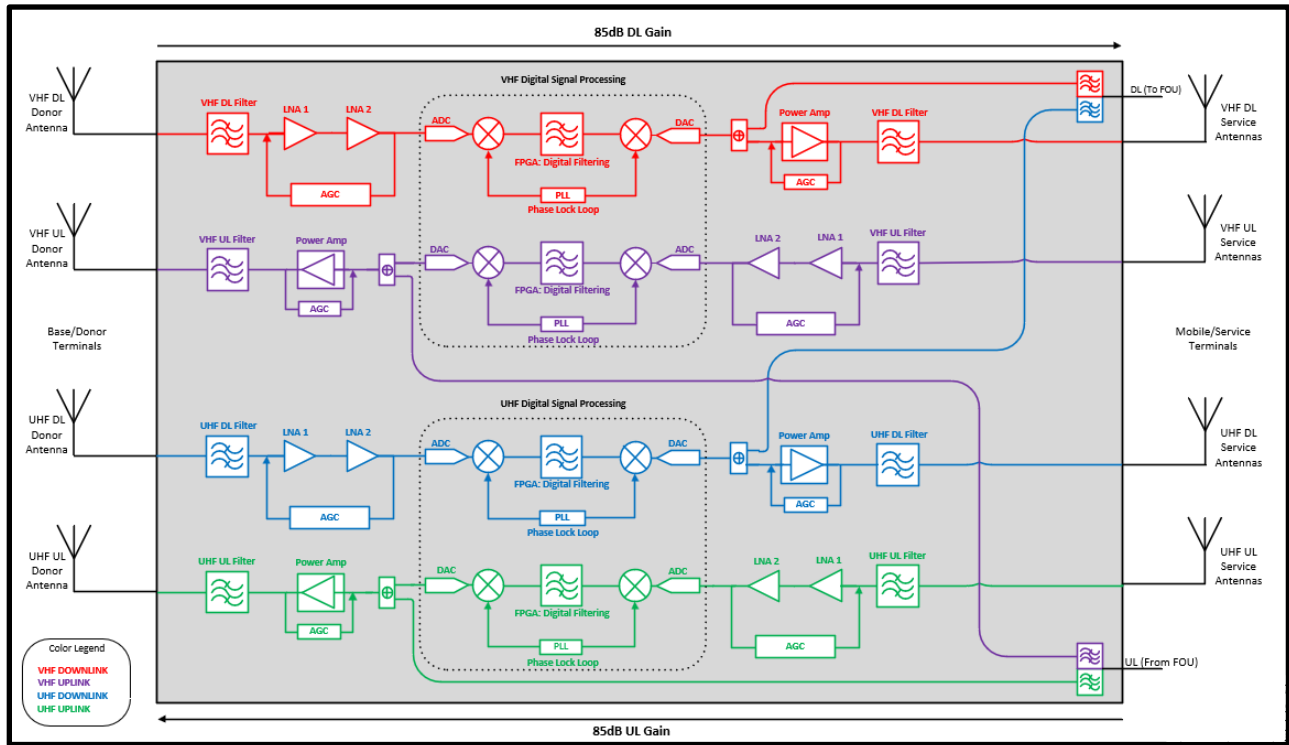 85dB DL Gain
VHF Digital Signal Processing
VHF DL
Donor
Antenna
VHF DL Filter
LNA 1
LNA 2
AGC
ADC
FPGA: Digital Filtering
PLL
Phase Lock Loop
DAC
Power Amp
AGC
VHF DL Filter
DL (To FOU)
VHF DL
Service
Antennas
VHF UL
Donor
Antenna
VHF UL Filter
Power Amp
AGC
DAC
FPGA: Digital Filtering
PLL
Phase Lock Loop
ADC
LNA 2
LNA 1
AGC
VHF UL Filter
VHF UL
Service
Antennas
Base/Donor
Terminals
Mobile/Service
Terminals
UHF Digital Signal Processing
UHF DL
Donor
Antenna
UHF DL Filter
LNA 1
LNA 2
AGC
ADC
FPGA: Digital Filtering
PLL
Phase Lock Loop
DAC
Power Amp
AGC
UHF DL Filter
UHF DL
Service
Antennas
UHF UL
Donor
Antenna
UHF UL Filter
Power Amp
AGC
DAC
FPGA: Digital Filtering
PLL
Phase Lock Loop
ADC
LNA 2
LNA 1
AGC
UHF UL Filter
UHF UL
Service
Antennas
UL (From FOU)
Color Legend
VHF DOWNLINK
VHF UPLINK
UHF DOWNLINK
UHF UPLINK
85dB UL Gain